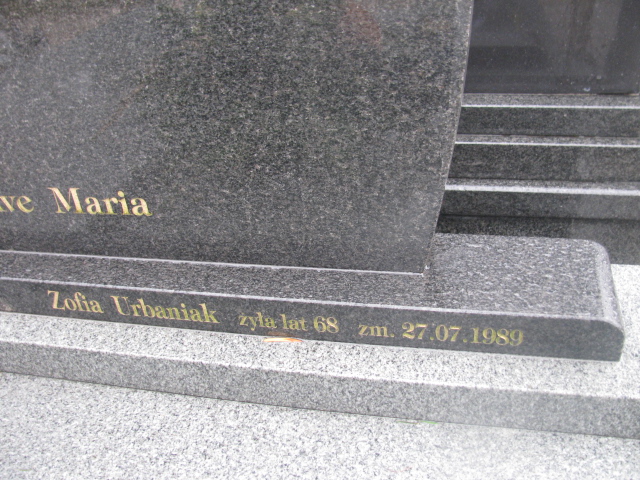 ve Maria
Zofia Urbaniak żyła lat 68 zm. 27.07.1989